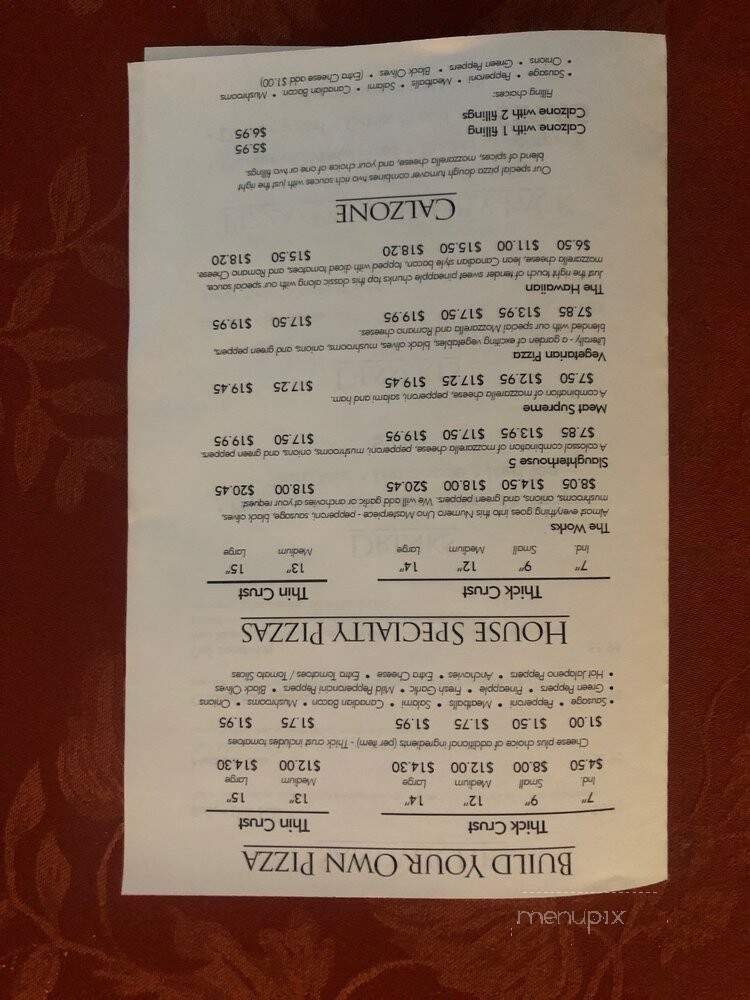 BUILD YOUR OWN PIZZA
Thick Crust Thin Crust
7" 9" 12" 14" 13" 15"
Ind. Small Medium Large Medium Large
$4.50 $8.00 $12.00 $14.30 $12.00 $14.30
Cheese plus choice of additional ingredients (per item) - Thick crust includes tomatoes
$1.00 $1.50 $1.75 $1.95 $1.75 $1.95
• Sausage • Pepperoni • Meatballs • Salami • Canadian Bacon • Mushrooms • Onions
• Green Peppers • Pineapple • Fresh Garlic • Mild Pepperoncini Peppers • Black Olives
• Hot Jalapeno Peppers • Anchovies • Extra Cheese • Extra Tomatoes / Tomato Slices
HOUSE SPECIALTY PIZZAS
Thick Crust Thin Crust
7" 9" 12" 14" 13" 15"
Ind. Small Medium Large Medium Large
The Works
Almost everything goes into this Numero Uno Masterpiece - pepperoni, sausage, black olives,
mushrooms, onions, and green peppers. We will add garlic or anchovies at your request.
$8.05 $14.50 $18.00 $20.45 $18.00 $20.45
Slaughterhouse 5
A colossal combination of mozzarella cheese, pepperoni, mushrooms, onions, and green peppers.
$7.85 $13.95 $17.50 $19.95 $17.50 $19.95
Meat Supreme
A combination of mozzarella cheese, pepperoni, and salami and ham.
$7.50 $12.95 $17.25 $19.45 $17.25 $19.45
Vegetarian Pizza
Literally - a garden of exciting vegetables, black olives, mushrooms, onions, and green peppers,
blended with our special Mozzarella and Romano cheeses.
$7.85 $13.95 $17.50 $19.95 $17.50 $19.95
The Hawaiian
Just the right touch of tender sweet pineapple chunks top this classic along with our special sauce,
mozzarella cheese, lean Canadian style bacon, topped with diced tomatoes, and Romano Cheese.
$6.50 $11.00 $15.50 $18.20 $15.50 $18.20
CALZONE
Our special pizza dough turnover combines two rich sauces with just the right
blend of spices, mozzarella cheese, and your choice of one or two fillings.
Calzone with 1 filling $5.95
Calzone with 2 fillings $6.95
Filling choices:
• Sausage • Pepperoni • Meatballs • Salami • Canadian Bacon • Mushrooms
• Onions • Green Peppers • Black Olives • (Extra Cheese add $1.00)
menupix